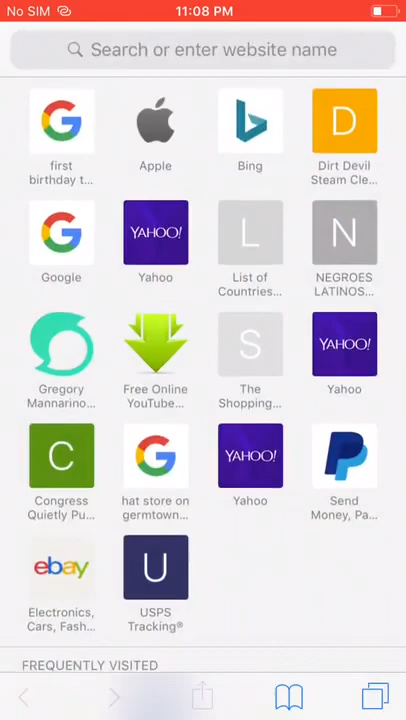 No SIM 11:08 PM
Search or enter website name
first
birthday t...
Apple
Bing
D
Dirt Devil
Steam Cle...
Google
YAHOO!
Yahoo
L
List of
Countries...
N
NEGROES
LATINOS...
Gregory
Mannarino...
Free Online
YouTube...
S
The
Shopping...
YAHOO!
Yahoo
C
Congress
Quietly Pu...
hat store on
germtown...
YAHOO!
Yahoo
Send
Money, Pa...
ebay
Electronics,
Cars, Fash...
U
USPS
Tracking®
FREQUENTLY VISITED